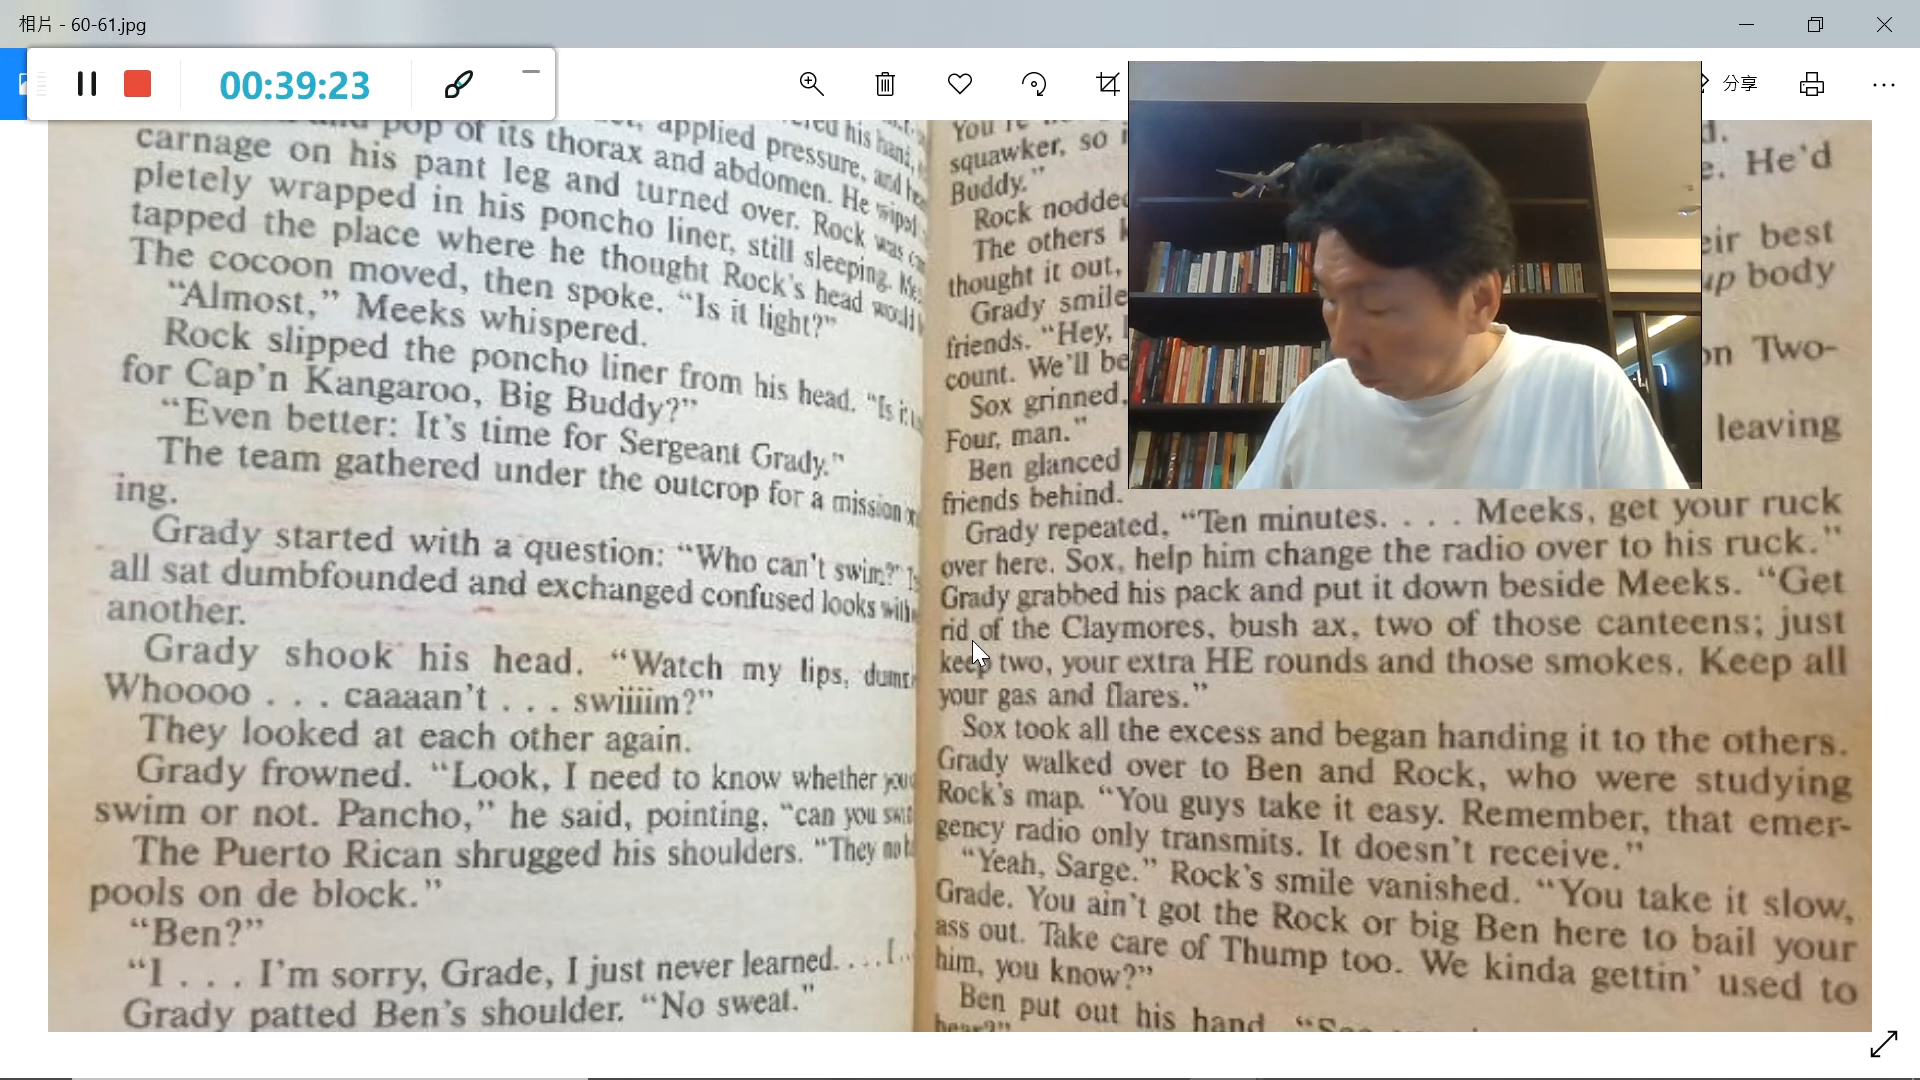 相片 - 60-61.jpg
00:39:23
分享
applied pressure, and
pop of its thorax and abdomen. He wiped
carnage on his pant leg and turned over. Rock was
pletely wrapped in his poncho liner, still sleeping.
tapped the place where he thought Rock's head would
The cocoon moved, then spoke. "Is it light?"
"Almost," Meeks whispered.
Rock slipped the poncho liner from his head. "Is it
for Cap'n Kangaroo, Big Buddy?"
"Even better: It's time for Sergeant Grady."
The team gathered under the outcrop for a mission
ing.
Grady started with a question: "Who can't swim?"
all sat dumbfounded and exchanged confused looks with
another.
Grady shook his head. "Watch my lips,
Whoooo . . . caaaan't . . . swiiiim?"
They looked at each other again.
Grady frowned. "Look, I need to know whether you
swim or not. Pancho," he said, pointing, "can you
The Puerto Rican shrugged his shoulders. "They no
pools on de block."
"Ben?"
"I . . . I'm sorry, Grade, I just never learned. . . .
Grady patted Ben's shoulder. "No sweat."
squawker, so
Buddy."
e. He'd
Rock nodded
The others
eir best
thought it out,
up body
Grady smile
friends. "Hey,
on Two-
count. We'll be
Sox grinned.
leaving
Four, man."
Ben glanced
friends behind.
Grady repeated, "Ten minutes. . . . Meeks, get your ruck
over here. Sox, help him change the radio over to his ruck."
Grady grabbed his pack and put it down beside Meeks. "Get
rid of the Claymores, bush ax, two of those canteens; just
keep two, your extra HE rounds and those smokes. Keep all
your gas and flares."
Sox took all the excess and began handing it to the others.
Grady walked over to Ben and Rock, who were studying
Rock's map. "You guys take it easy. Remember, that emer-
gency radio only transmits. It doesn't receive."
"Yeah, Sarge." Rock's smile vanished. "You take it slow,
Grade. You ain't got the Rock or big Ben here to bail your
ass out. Take care of Thump too. We kinda gettin' used to
him, you know?"
Ben put out his hand.